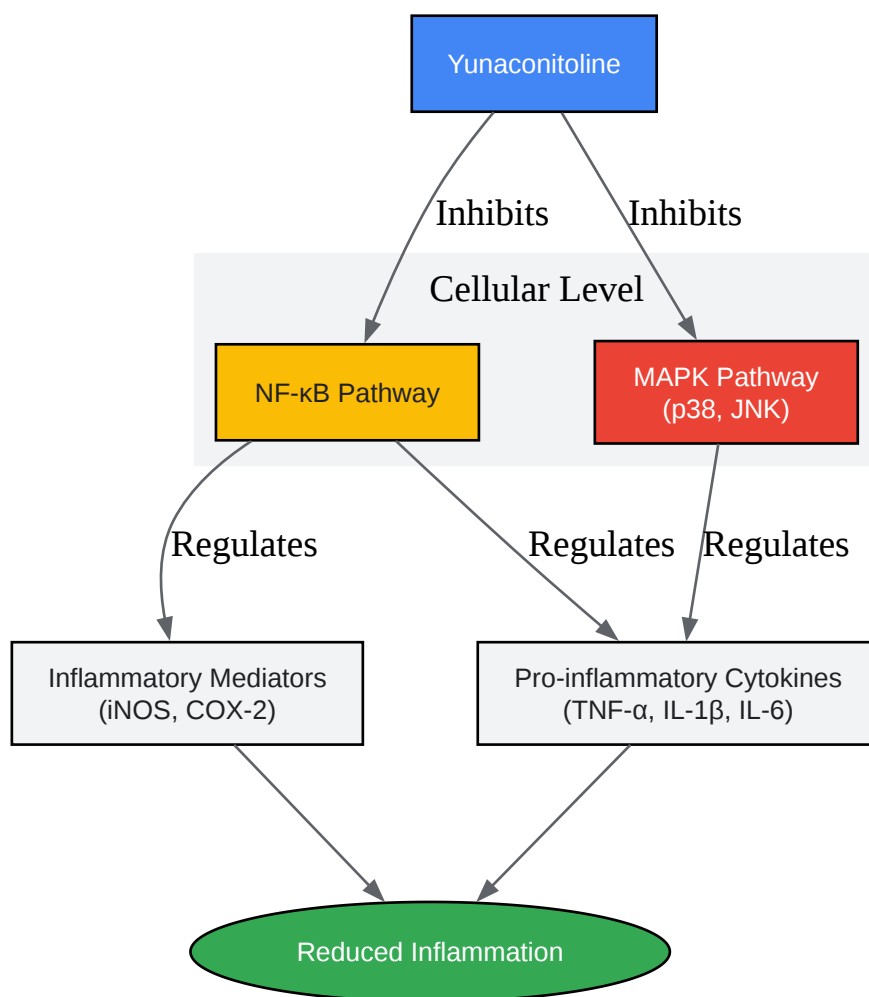 Yunaconitoline
Inhibits
Inhibits
Cellular Level
NF-κB Pathway
MAPK Pathway
(p38, JNK)
Regulates
Regulates
Regulates
Inflammatory Mediators
(iNOS, COX-2)
Pro-inflammatory Cytokines
(TNF-α, IL-1β, IL-6)
Reduced Inflammation